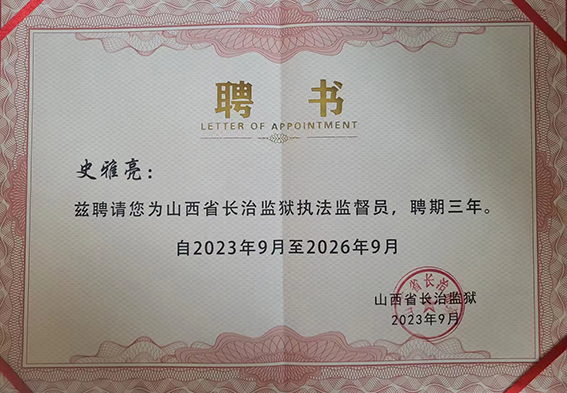 聘书
LETTER OF APPOINTMENT
史雅亮：
兹聘请您为山西省长治监狱执法监督员，聘期三年。
自2023年9月至2026年9月
山西省长治监狱
2023年9月